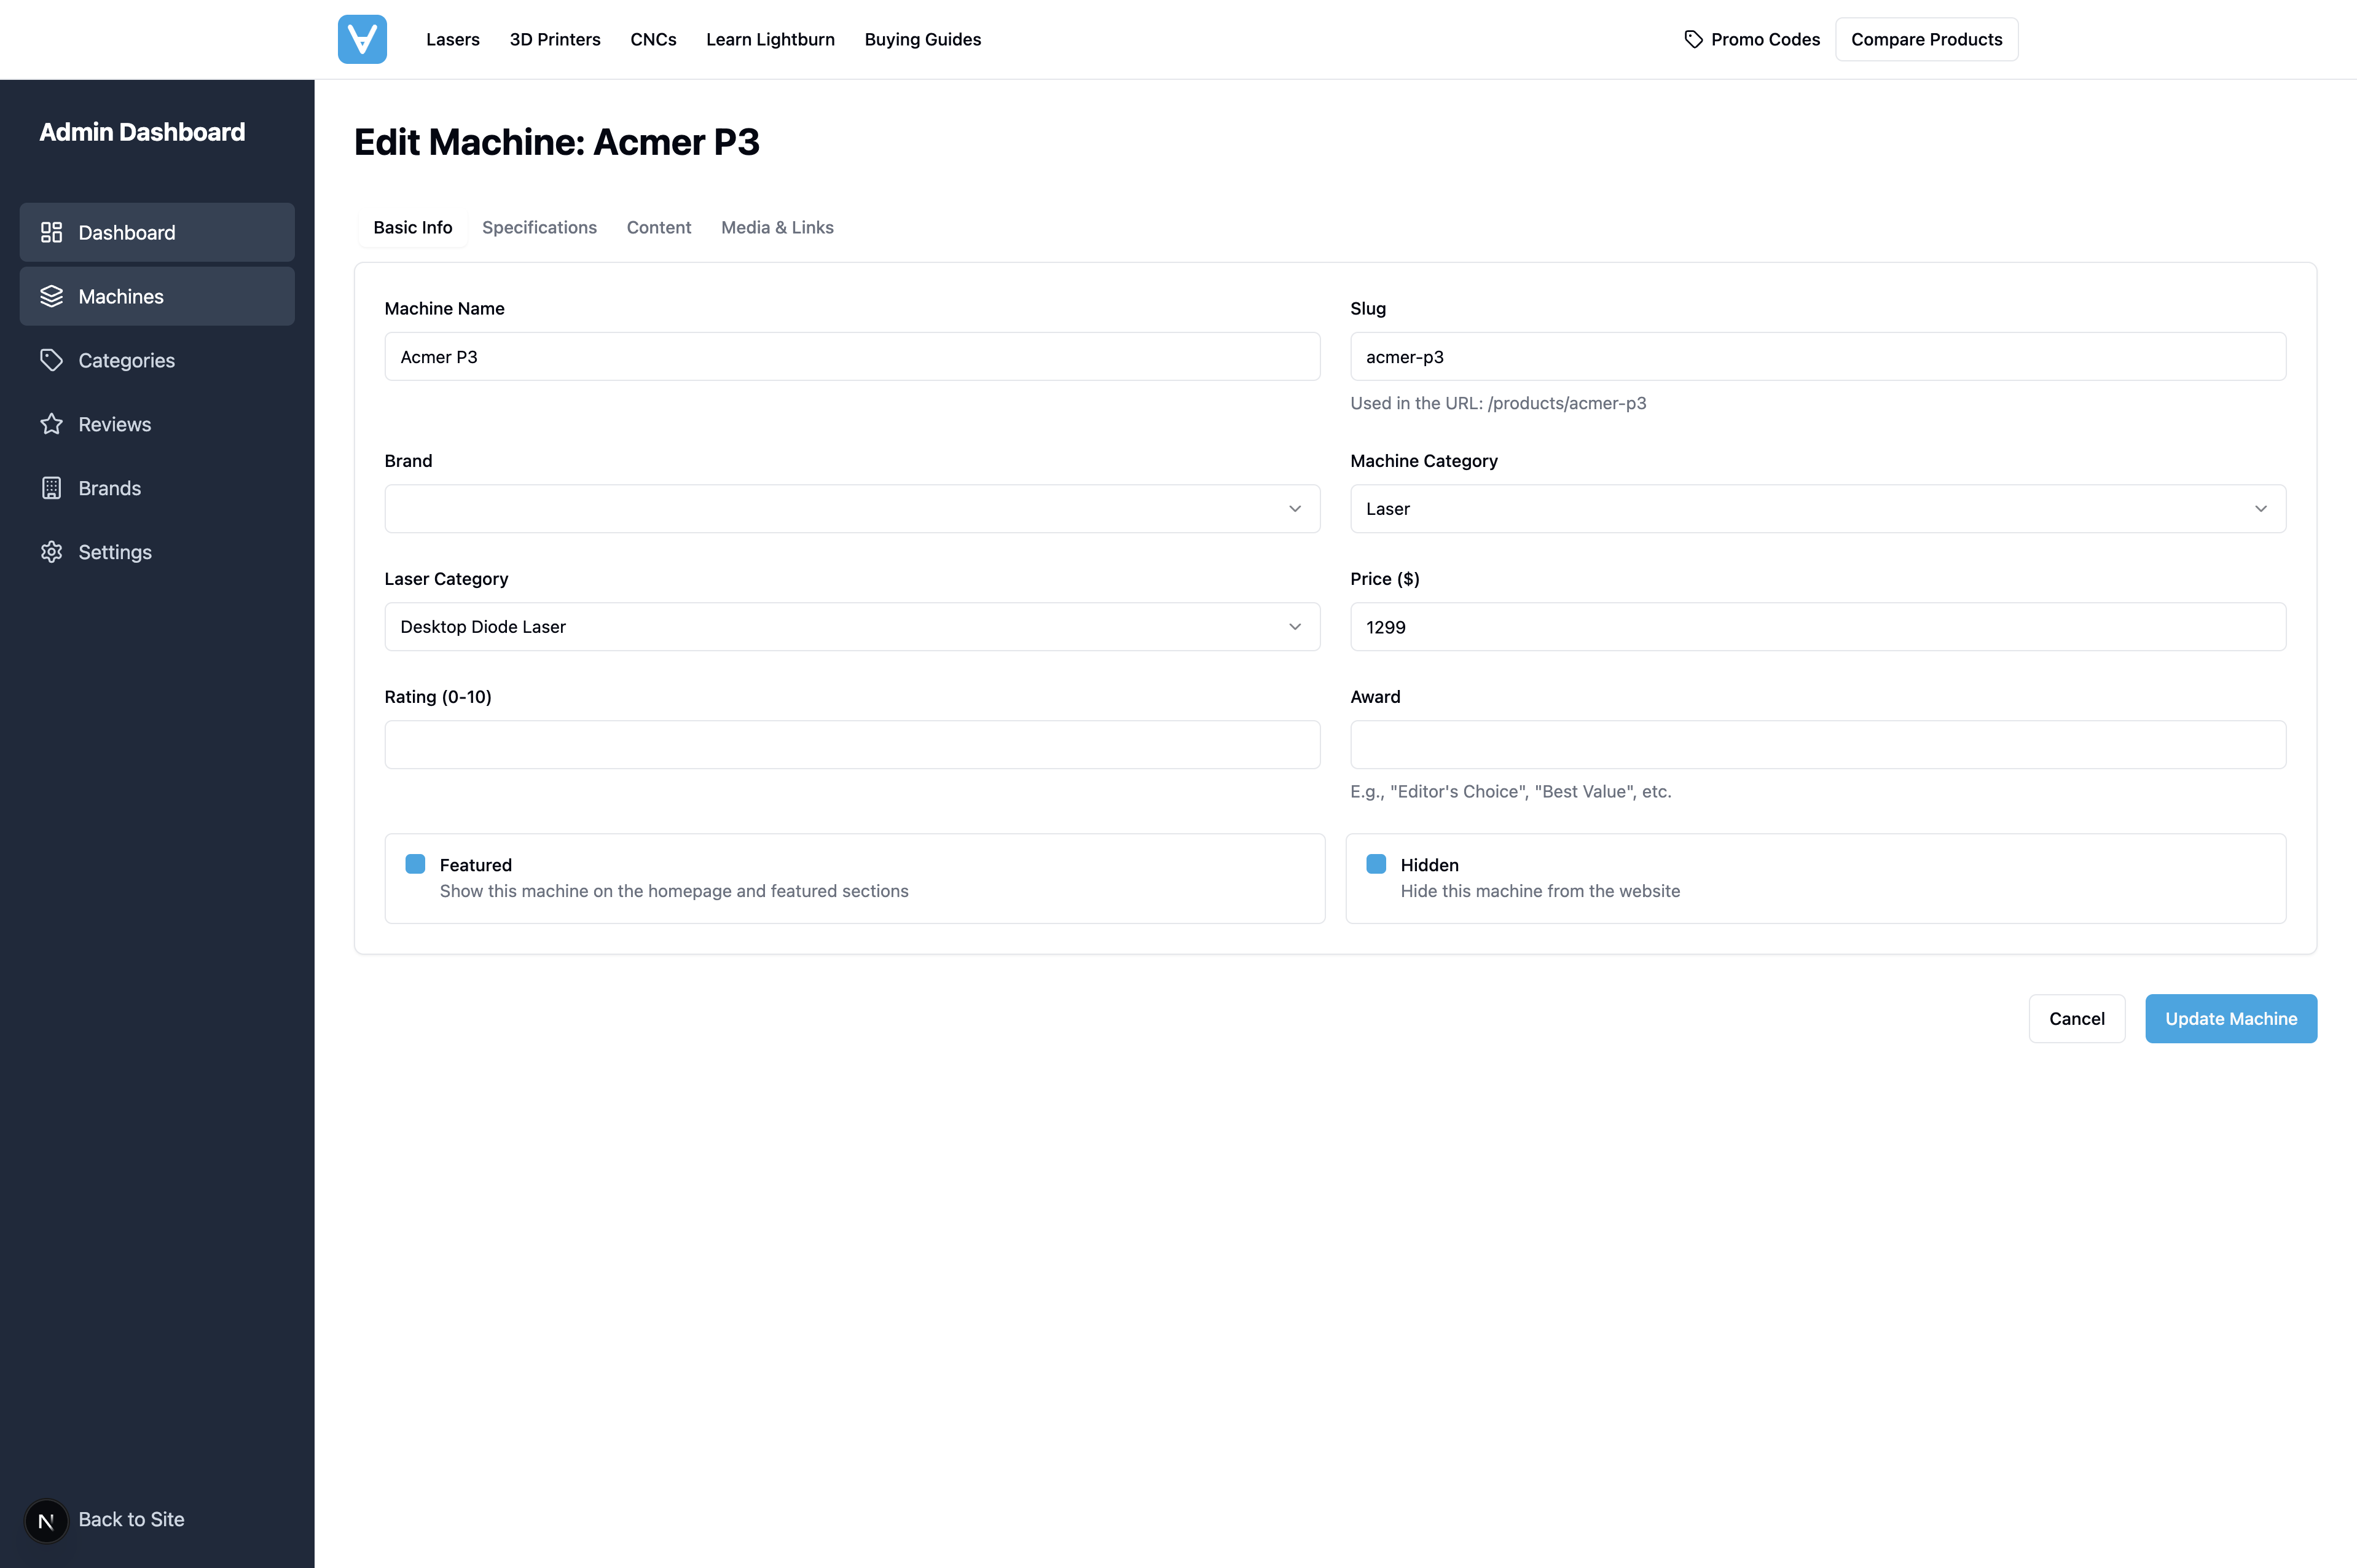 Lasers
3D Printers
CNCs
Learn Lightburn
Buying Guides
Promo Codes
Compare Products
Admin Dashboard
Dashboard
Machines
Categories
Reviews
Brands
Settings
Back to Site
Edit Machine: Acmer P3
Basic Info
Specifications
Content
Media & Links
Machine Name
Acmer P3
Slug
acmer-p3
Used in the URL: /products/acmer-p3
Brand
Machine Category
Laser
Laser Category
Desktop Diode Laser
Price ($)
1299
Rating (0-10)
Award
E.g., "Editor's Choice", "Best Value", etc.
Featured
Show this machine on the homepage and featured sections
Hidden
Hide this machine from the website
Cancel
Update Machine
N